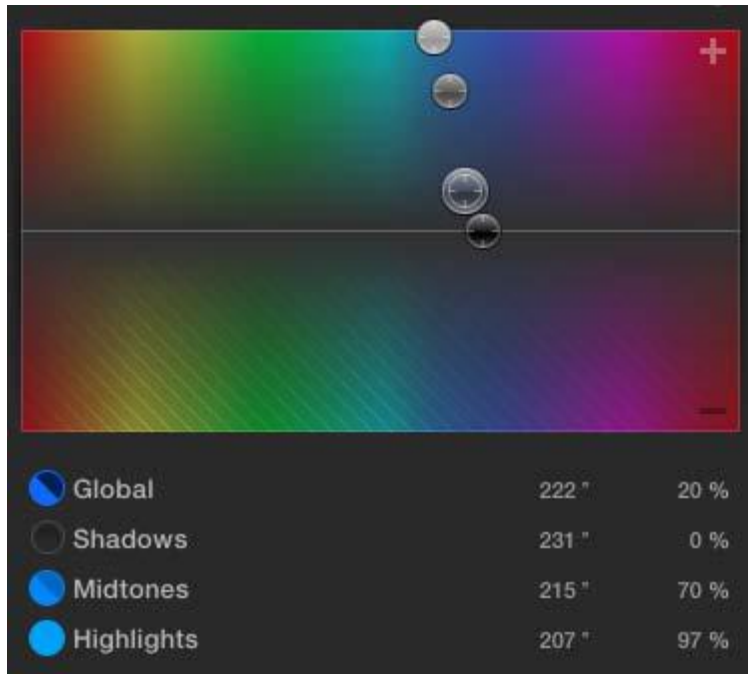 Global 222 ° 20 %
Shadows 231 ° 0 %
Midtones 215 ° 70 %
Highlights 207 ° 97 %